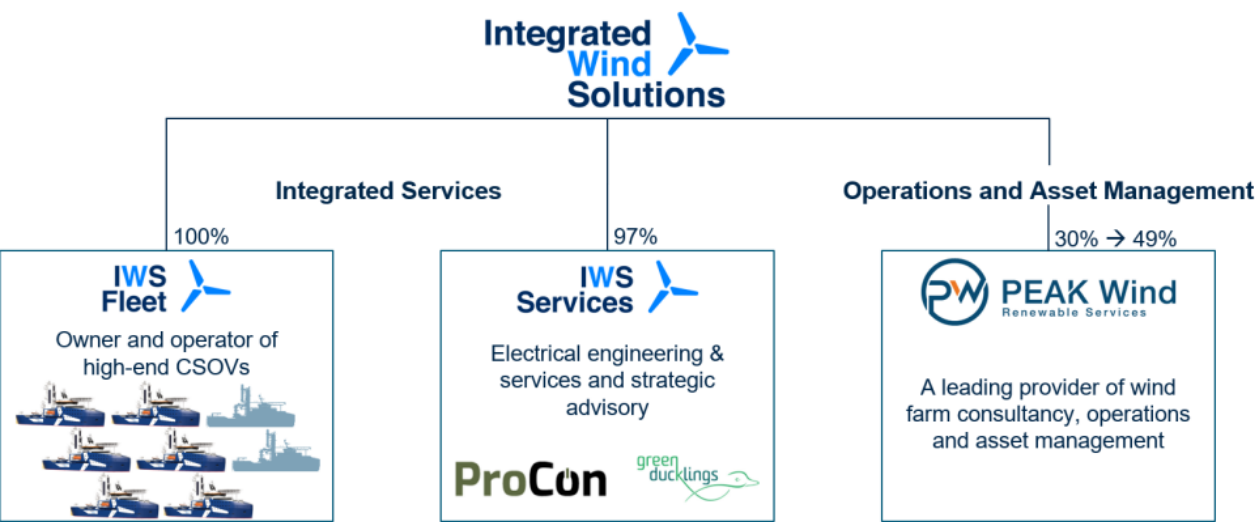 Integrated
Wind
Solutions
Integrated Services
Operations and Asset Management
100%
97%
30% → 49%
IWS
Fleet
Owner and operator of
high-end CSOVs
IWS
Services
Electrical engineering &
services and strategic
advisory
ProCon
green
ducklings
PW
PEAK Wind
Renewable Services
A leading provider of wind
farm consultancy, operations
and asset management